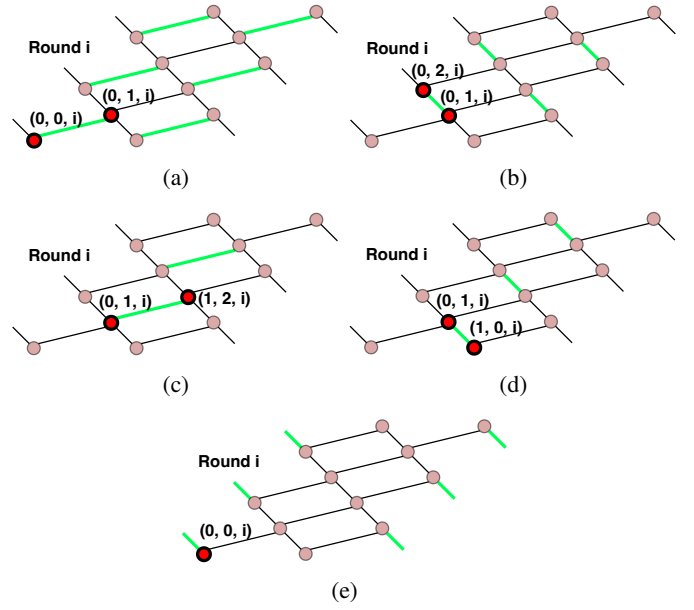 Round i
(0, 1, i)
(0, 0, i)
(a)
Round i
(0, 2, i)
(0, 1, i)
(b)
Round i
(0, 1, i)
(1, 2, i)
(c)
Round i
(0, 1, i)
(1, 0, i)
(d)
Round i
(0, 0, i)
(e)